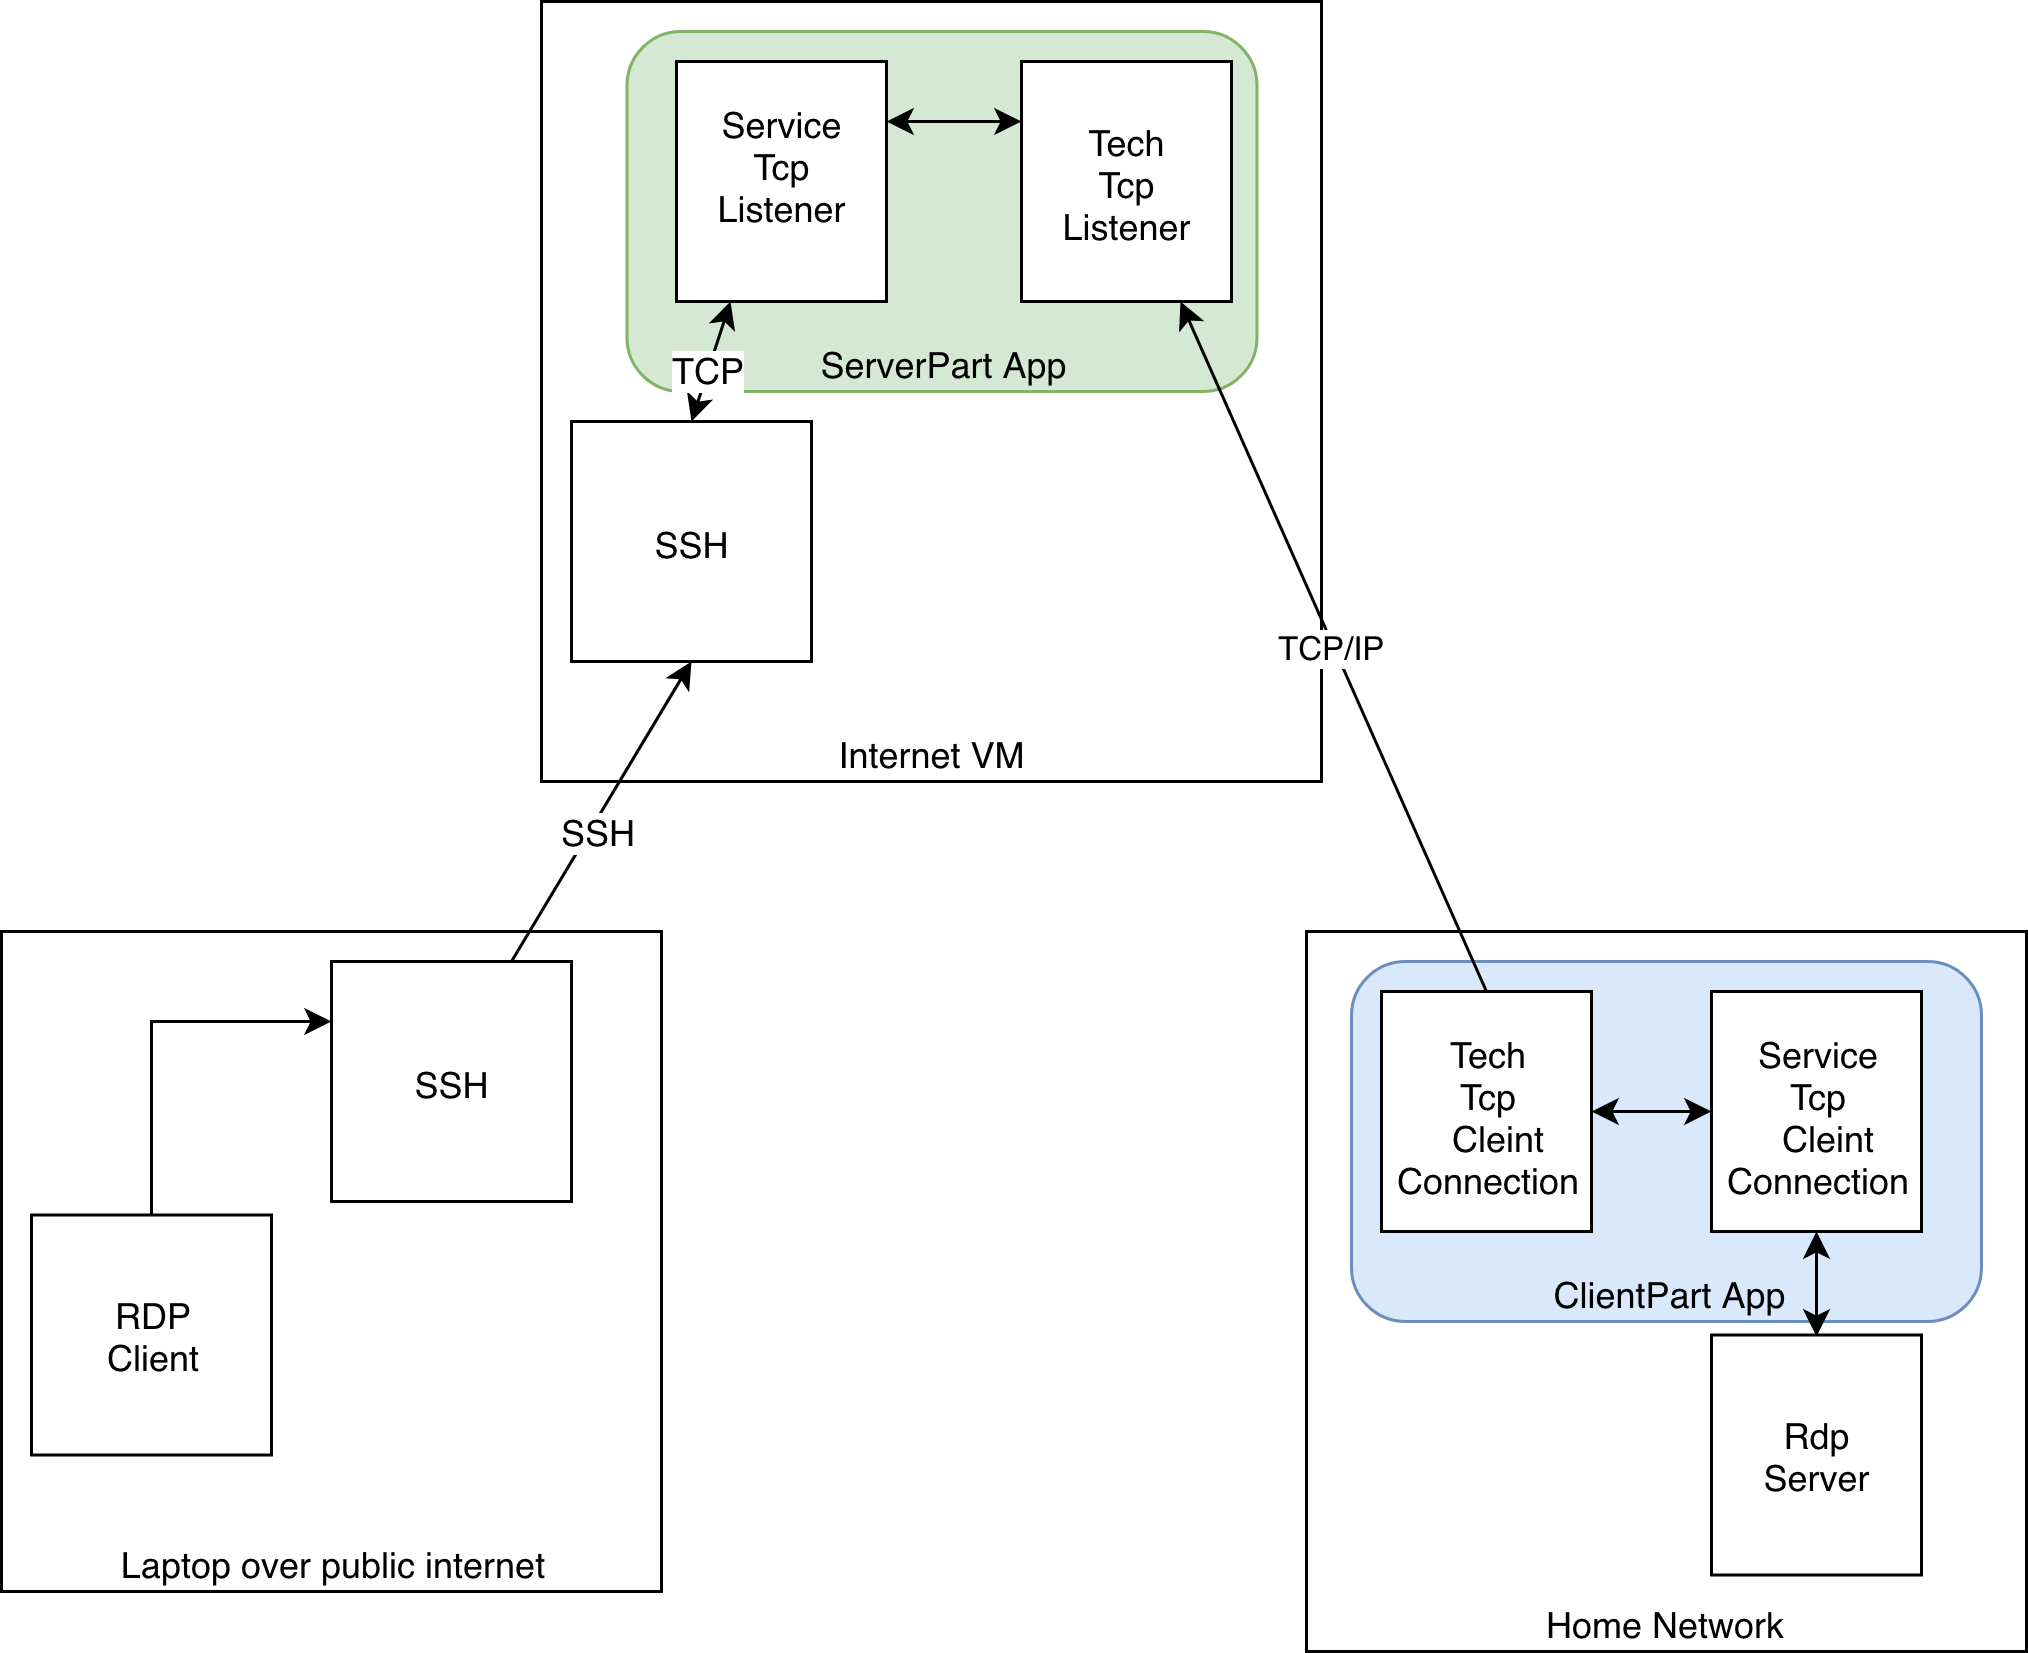 Service
Tcp
Listener
Tech
Tcp
Listener
TCP
ServerPart App
SSH
TCP/IP
Internet VM
SSH
SSH
RDP
Client
Laptop over public internet
Tech
Tcp
Cleint
Connection
Service
Tcp
Cleint
Connection
ClientPart App
Rdp
Server
Home Network